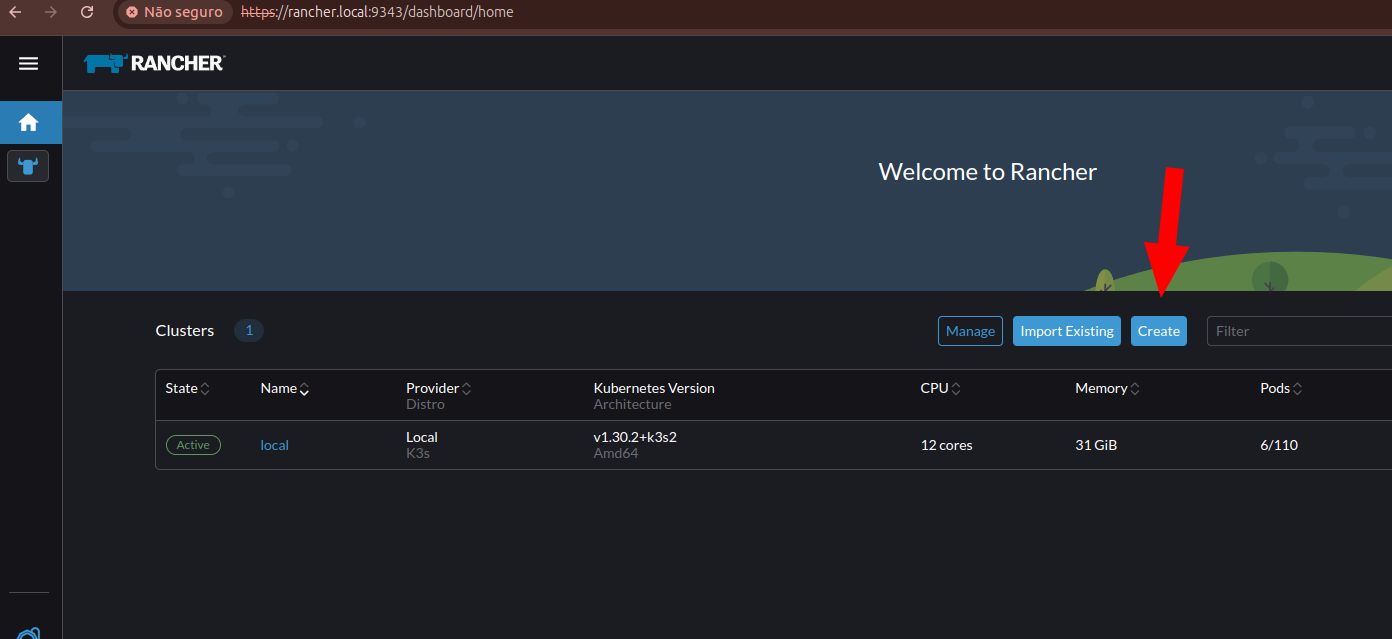 Não seguro https://rancher.local:9343/dashboard/home
RANCHER
Welcome to Rancher
Clusters 1 Manage Import Existing Create Filter
State Name Provider Kubernetes Version CPU Memory Pods
Distro Architecture
Active local Local v1.30.2+k3s2 12 cores 31 GiB 6/110
K3s Amd64